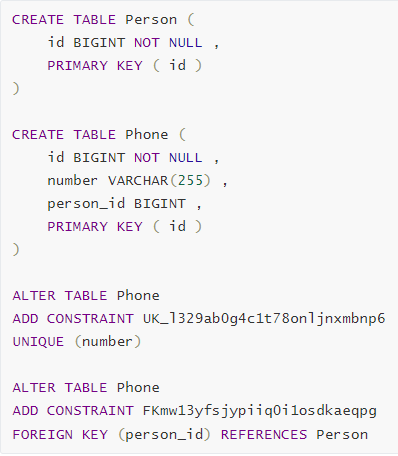 CREATE TABLE Person (
    id BIGINT NOT NULL ,
    PRIMARY KEY ( id )
)

CREATE TABLE Phone (
    id BIGINT NOT NULL ,
    number VARCHAR(255) ,
    person_id BIGINT ,
    PRIMARY KEY ( id )
)

ALTER TABLE Phone
ADD CONSTRAINT UK_l329ab0g4c1t78onljnxmbnp6
UNIQUE (number)

ALTER TABLE Phone
ADD CONSTRAINT FKmw13yfsjypiiq0i1osdkaeqpg
FOREIGN KEY (person_id) REFERENCES Person